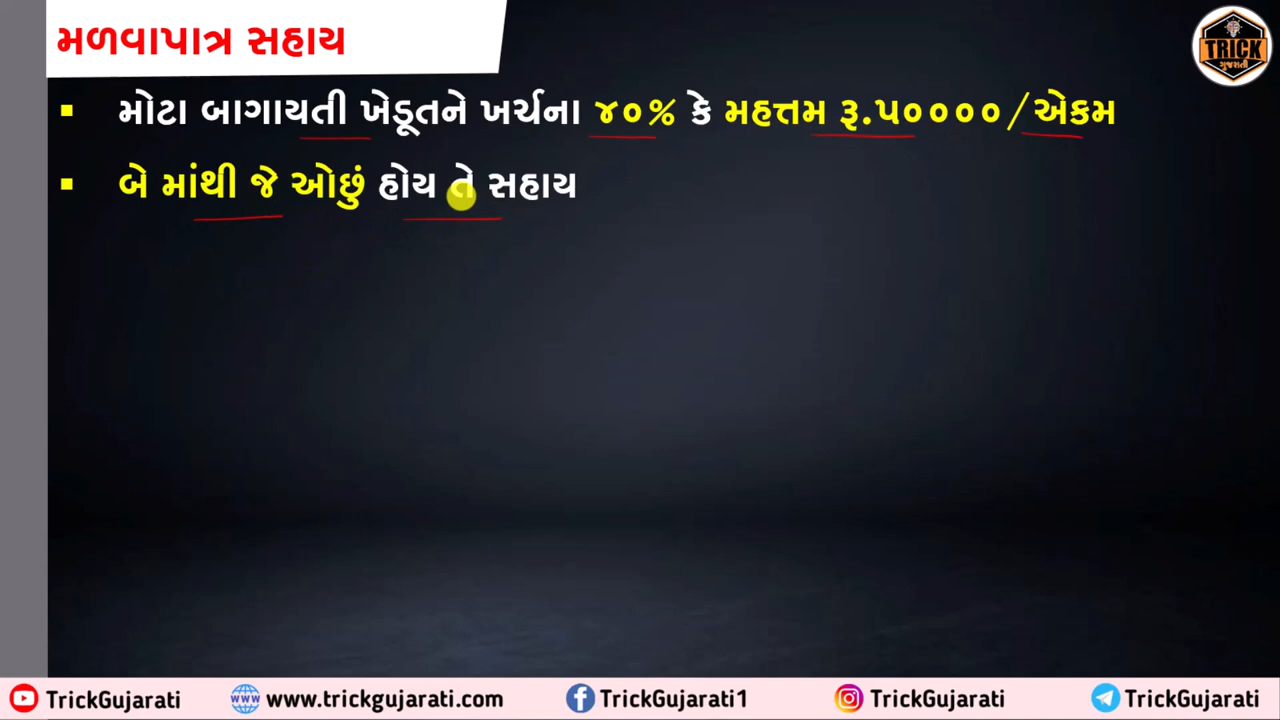 મળવાપાત્ર સહાય
TRICK
ગુજરાતી
▪ મોટા બાગાયતી ખેડૂતને ખર્ચના ૪૦% કે મહત્તમ રૂ.૫૦૦૦૦/એકમ
▪ બે માંથી જે ઓછું હોય તે સહાય
TrickGujarati www.trickgujarati.com TrickGujarati1 TrickGujarati TrickGujarati